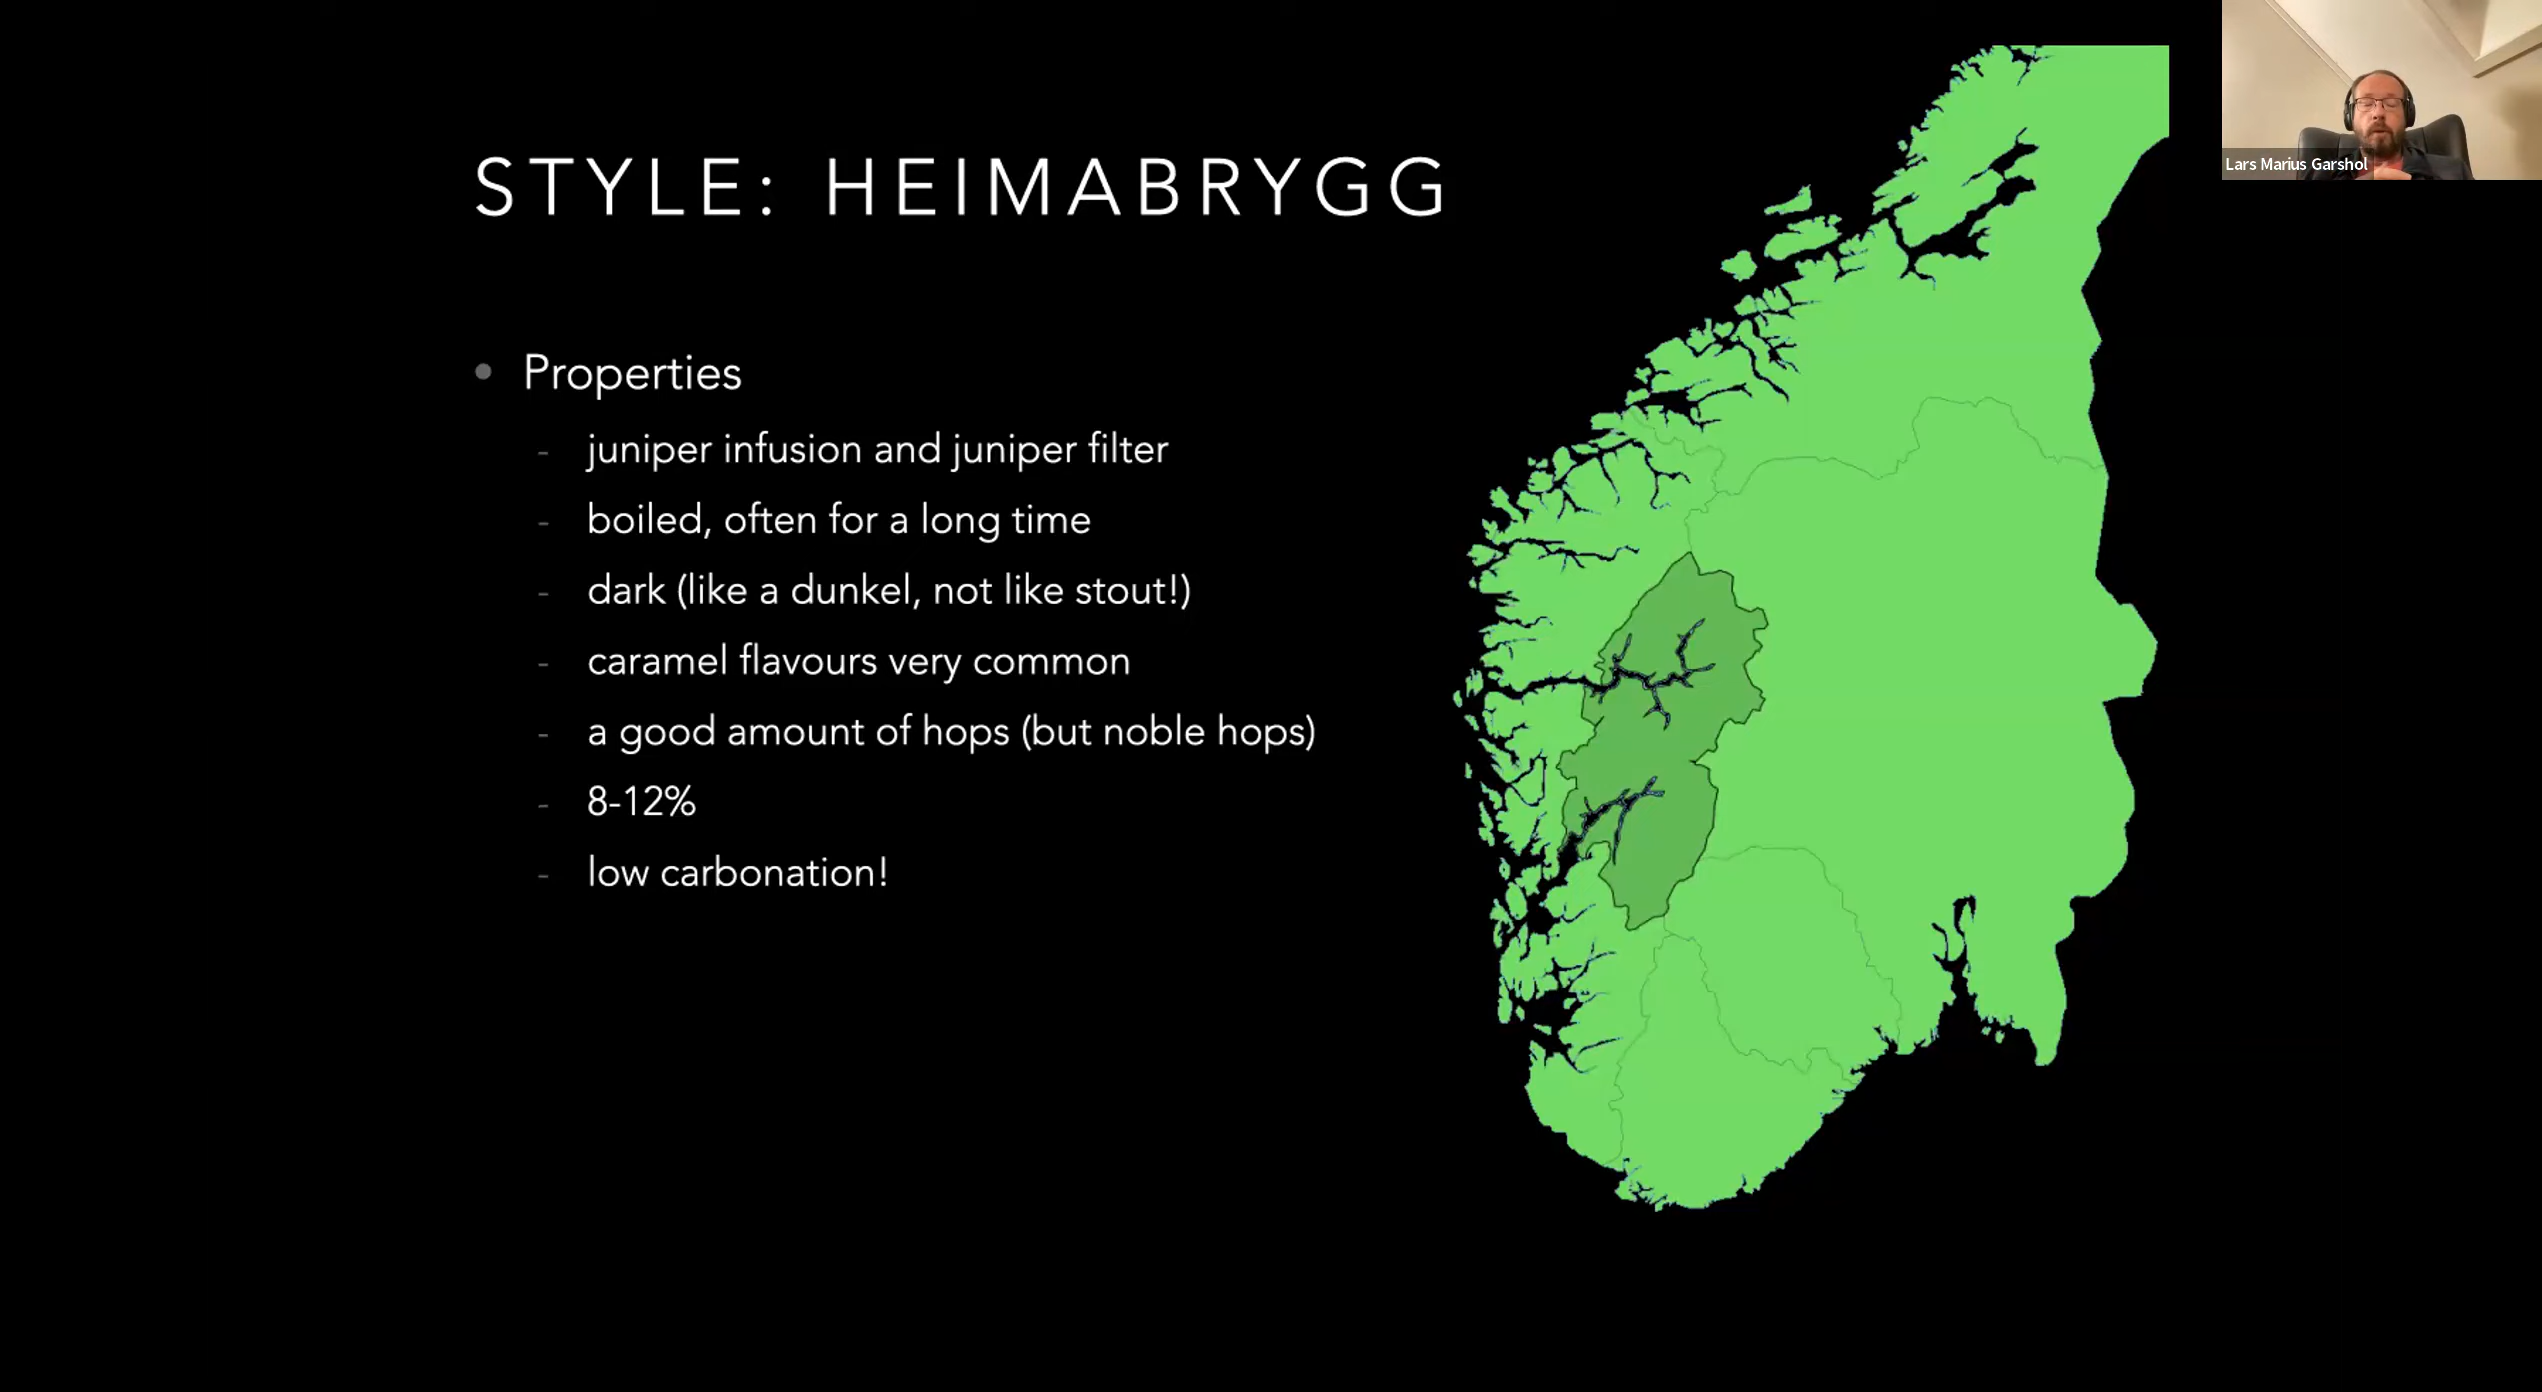 STYLE: HEIMABRYGG
Properties
- juniper infusion and juniper filter
- boiled, often for a long time
- dark (like a dunkel, not like stout!)
- caramel flavours very common
- a good amount of hops (but noble hops)
- 8-12%
- low carbonation!
Lars Marius Garshol